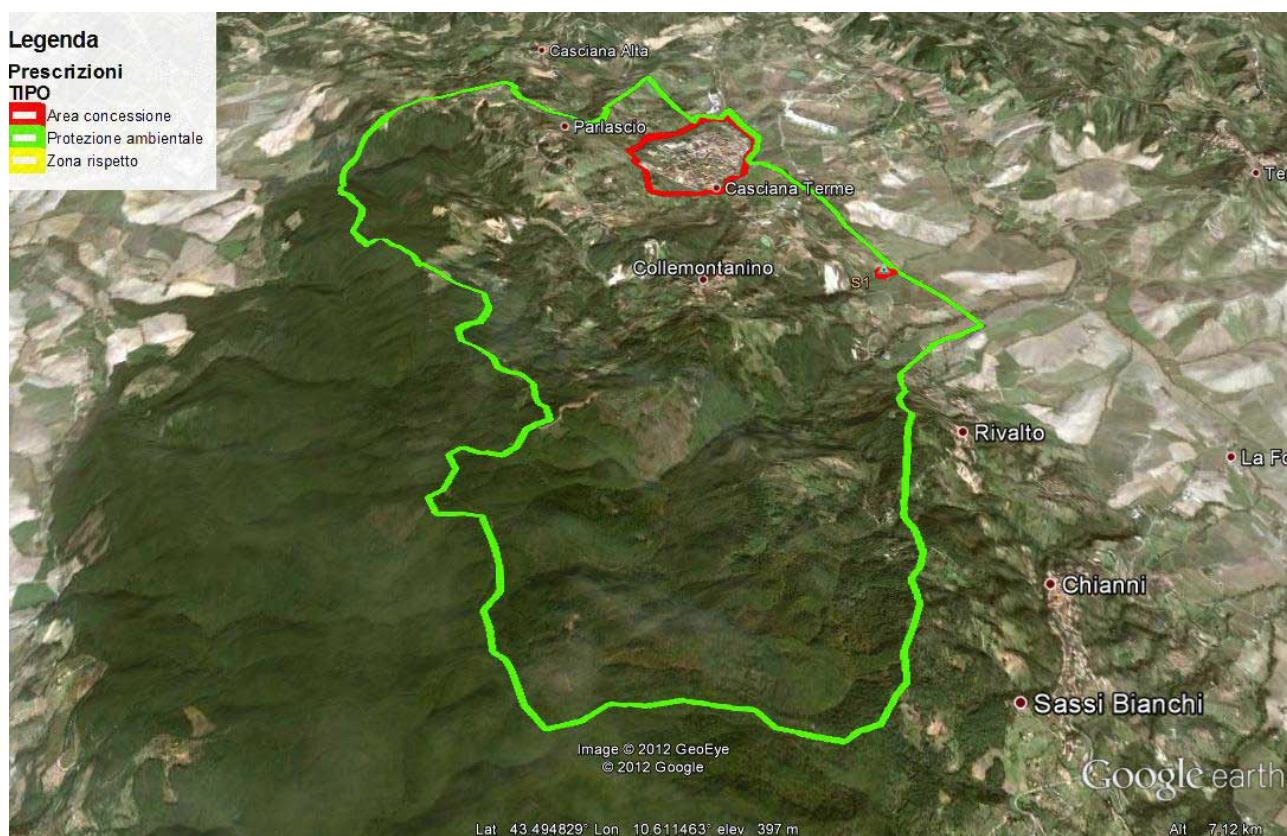 Legenda
Prescrizioni
TIPO
Area concessione
Protezione ambientale
Zona rispetto
Casciana Alta
Parlascio
Casciana Terme
Collemontanino
S1
Rivalto
Chianni
Sassi Bianchi
Image © 2012 GeoEye
© 2012 Google
Google earth
Lat 43.494829° Lon 10.611463° elev 397 m
Alt 7.12 km